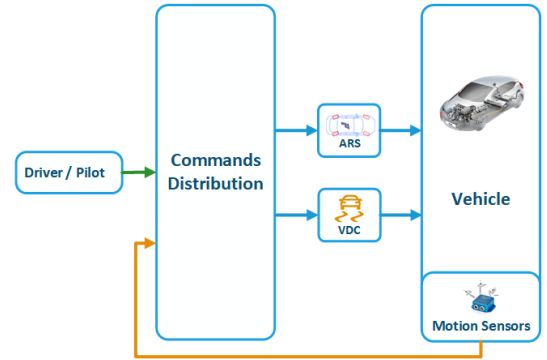 Driver / Pilot
Commands
Distribution
ARS
VDC
Vehicle
Motion Sensors